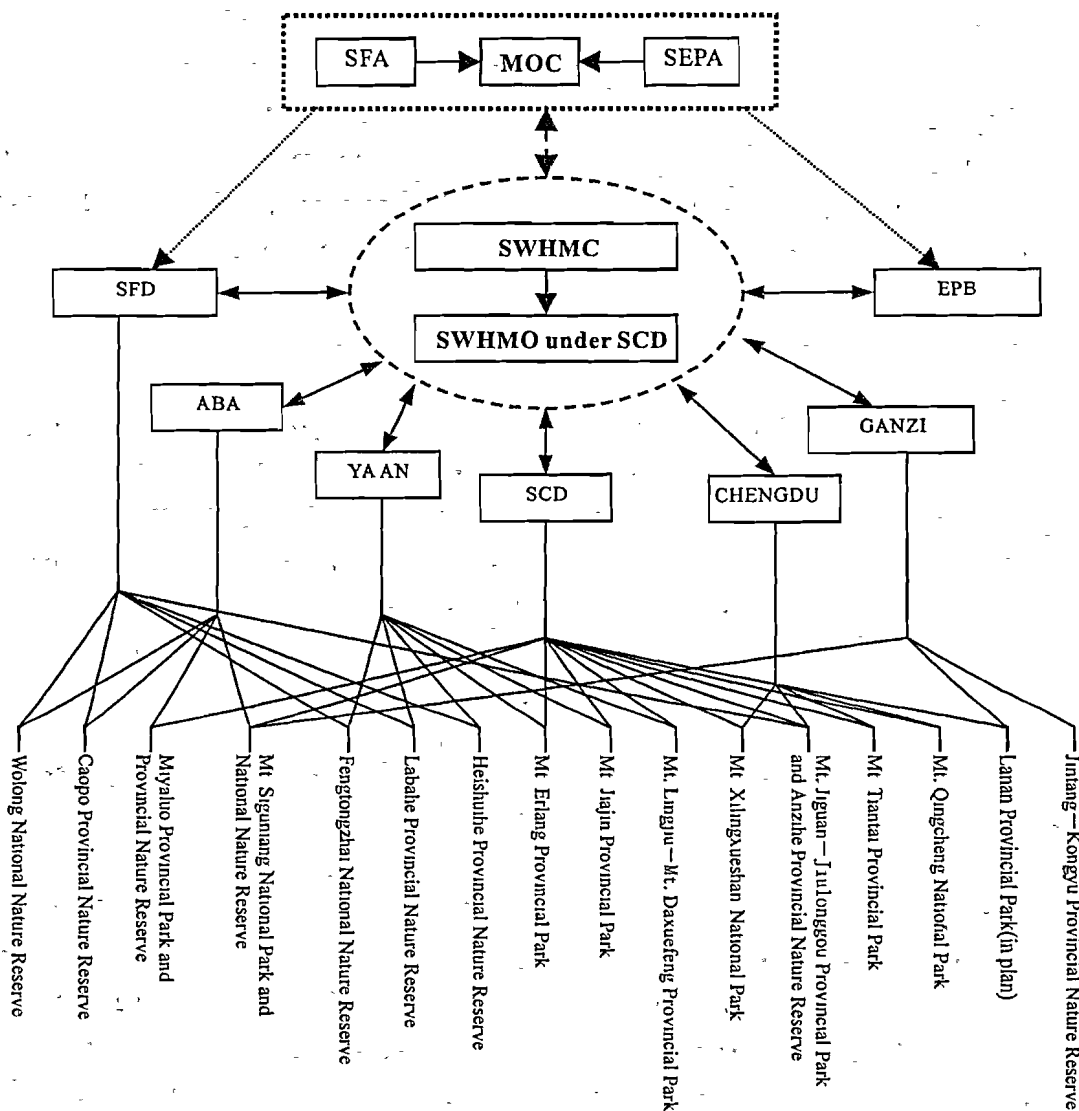 SFA
MOC
SEPA
SWHMC
SFD
EPB
SWHMO under SCD
ABA
GANZI
YAAN
SCD
CHENGDU
Wolong National Nature Reserve
Caopo Provincial Nature Reserve
Miyaluo Provincial Park and
Provincial Nature Reserve
Mt Siguniang National Park and
National Nature Reserve
Fengtongzhai National Nature Reserve
Labahe Provincial Nature Reserve
Heishuihe Provincial Nature Reserve
Mt Erlang Provincial Park
Mt Jiajin Provincial Park
Mt. Lingjiu—Mt. Daxuefeng Provincial Park
Mt Xilingxueshan National Park
Mt. Jiguan—Jiulonggou Provincial Park
and Anzihe Provincial Nature Reserve
Mt Tiantai Provincial Park
Mt. Qingcheng National Park
Lanan Provincial Park(in plan)
Jintang—Kongyu Provincial Nature Reserve